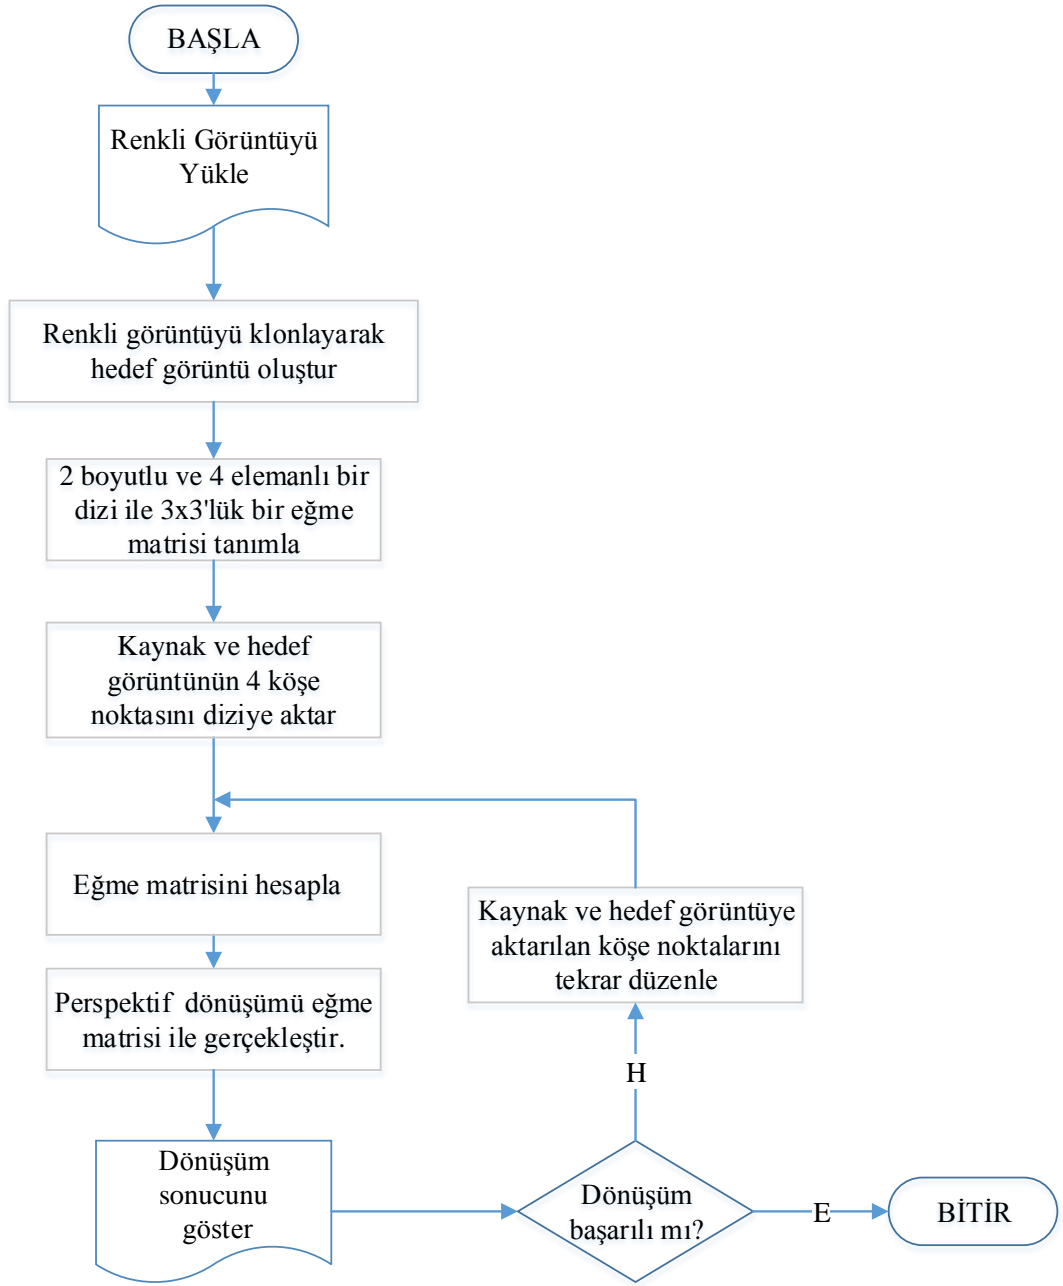 BAŞLA
Renkli Görüntüyü
Yükle
Renkli görüntüyü klonlayarak
hedef görüntü oluştur
2 boyutlu ve 4 elemanlı bir
dizi ile 3x3'lük bir eğme
matrisi tanımla
Kaynak ve hedef
görüntünün 4 köşe
noktasını diziye aktar
Eğme matrisini hesapla
Perspektif dönüşümü eğme
matrisi ile gerçekleştir.
Dönüşüm
sonucunu
göster
Dönüşüm
başarılı mı?
H
Kaynak ve hedef görüntüye
aktarılan köşe noktalarını
tekrar düzenle
E
BİTİR